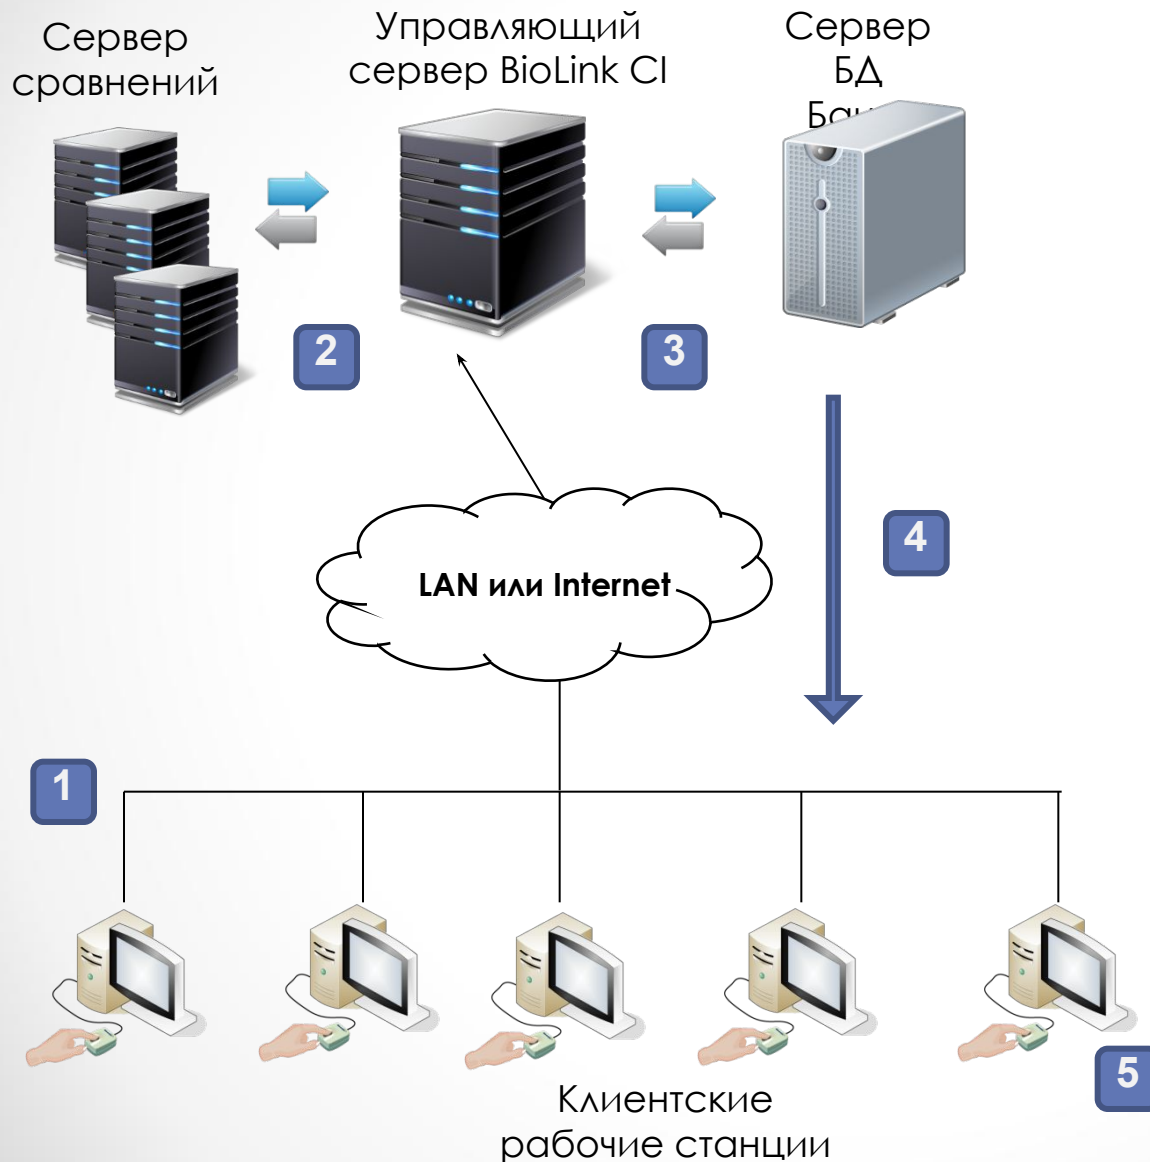 Сервер
сравнений
Управляющий
сервер BioLink CI
Сервер
БД
2
3
4
LAN или Internet
1
5
Клиентские
рабочие станции